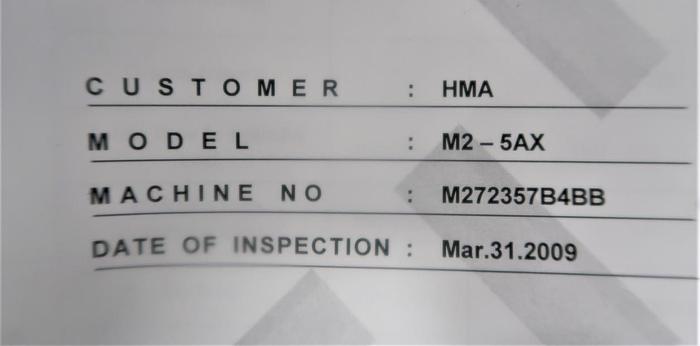 CUSTOMER : HMA
MODEL : M2 – 5AX
MACHINE NO : M272357B4BB
DATE OF INSPECTION : Mar.31.2009